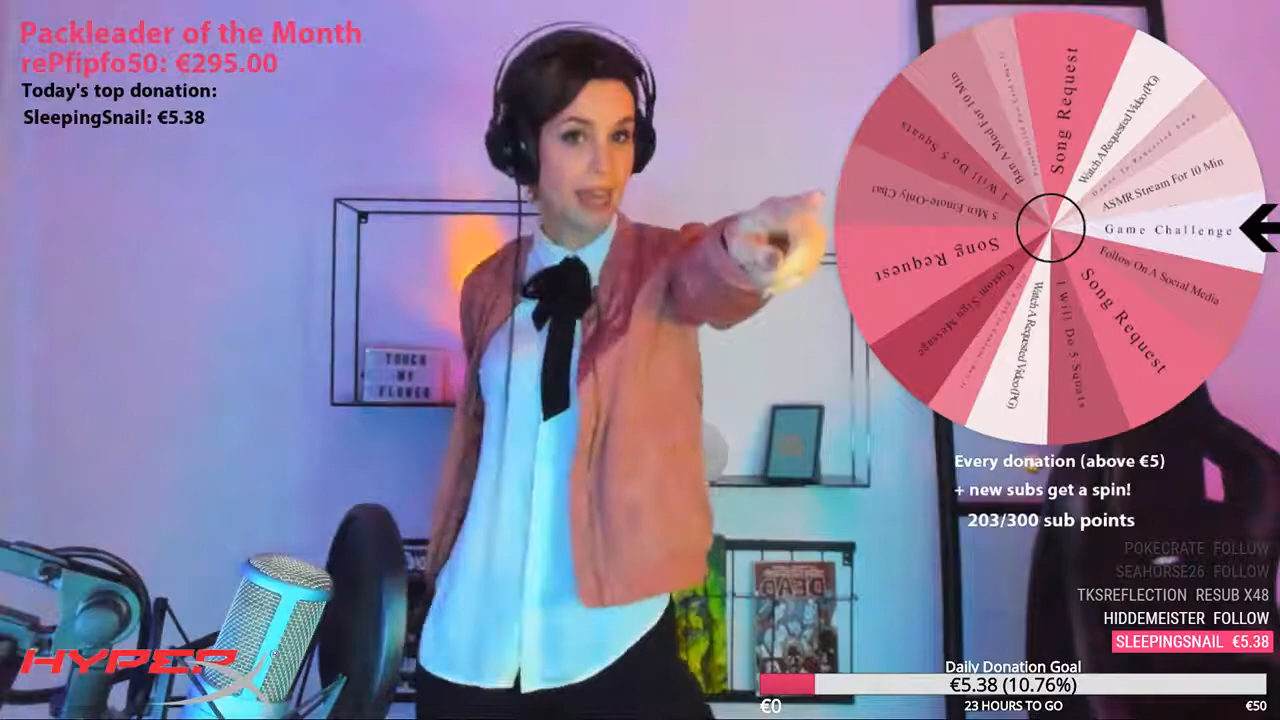 Packleader of the Month
rePfipfo50: €295.00
Today's top donation:
SleepingSnail: €5.38
Song Request
Watch A Requested Video(PG)
Dance To Requested Song
ASMR Stream For 10 Min
Game Challenge
Follow On A Social Media
Song Request
I Will Do 5 Squats
Watch A Requested Video(PG)
Custom Sign Message
Song Request
5 Min Emote-Only Chat
I Will Do 5 Squats
Ban A Mod For 10 Min
TOUCH
MY
FLOWER
DEAD
Every donation (above €5)
+ new subs get a spin!
203/300 sub points
POKECRATE FOLLOW
SEAHORSE26 FOLLOW
TKSREFLECTION RESUB X48
HIDDEMEISTER FOLLOW
SLEEPINGSNAIL €5.38
HYPERX
Daily Donation Goal
€5.38 (10.76%)
€0
23 HOURS TO GO
€50